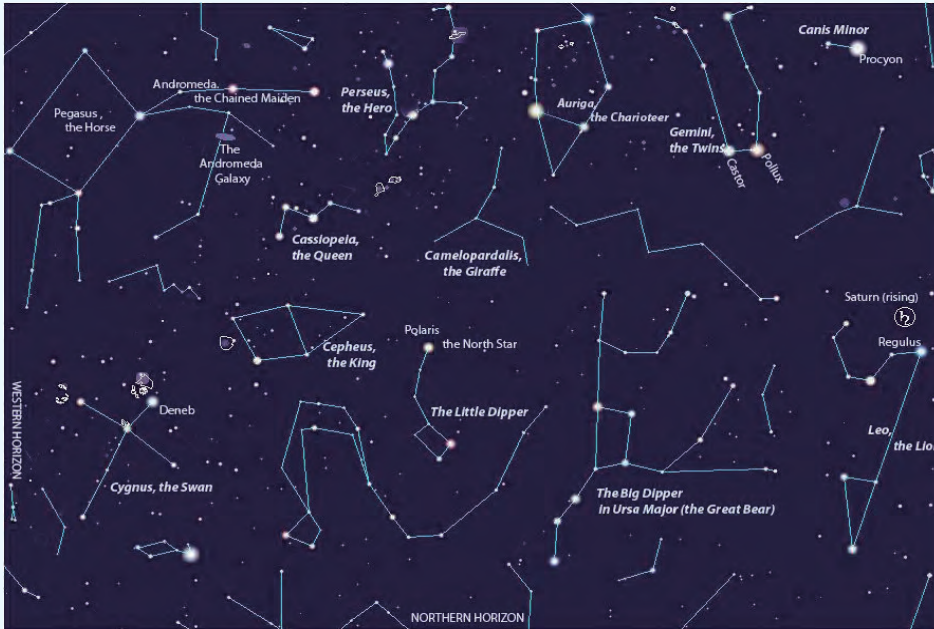 Canis Minor
Procyon
Andromeda.
the Chained Maiden
Perseus,
the Hero
Auriga,
the Charioteer
Pegasus,
the Horse
Gemini,
the Twins
Castor
Pollux
The
Andromeda
Galaxy
Cassiopeia,
the Queen
Camelopardalis,
the Giraffe
Saturn (rising)
Regulus
Polaris
the North Star
Cepheus,
the King
The Little Dipper
Deneb
WESTERN HORIZON
Leo,
the Lio
Cygnus, the Swan
The Big Dipper
in Ursa Major (the Great Bear)
NORTHERN HORIZON